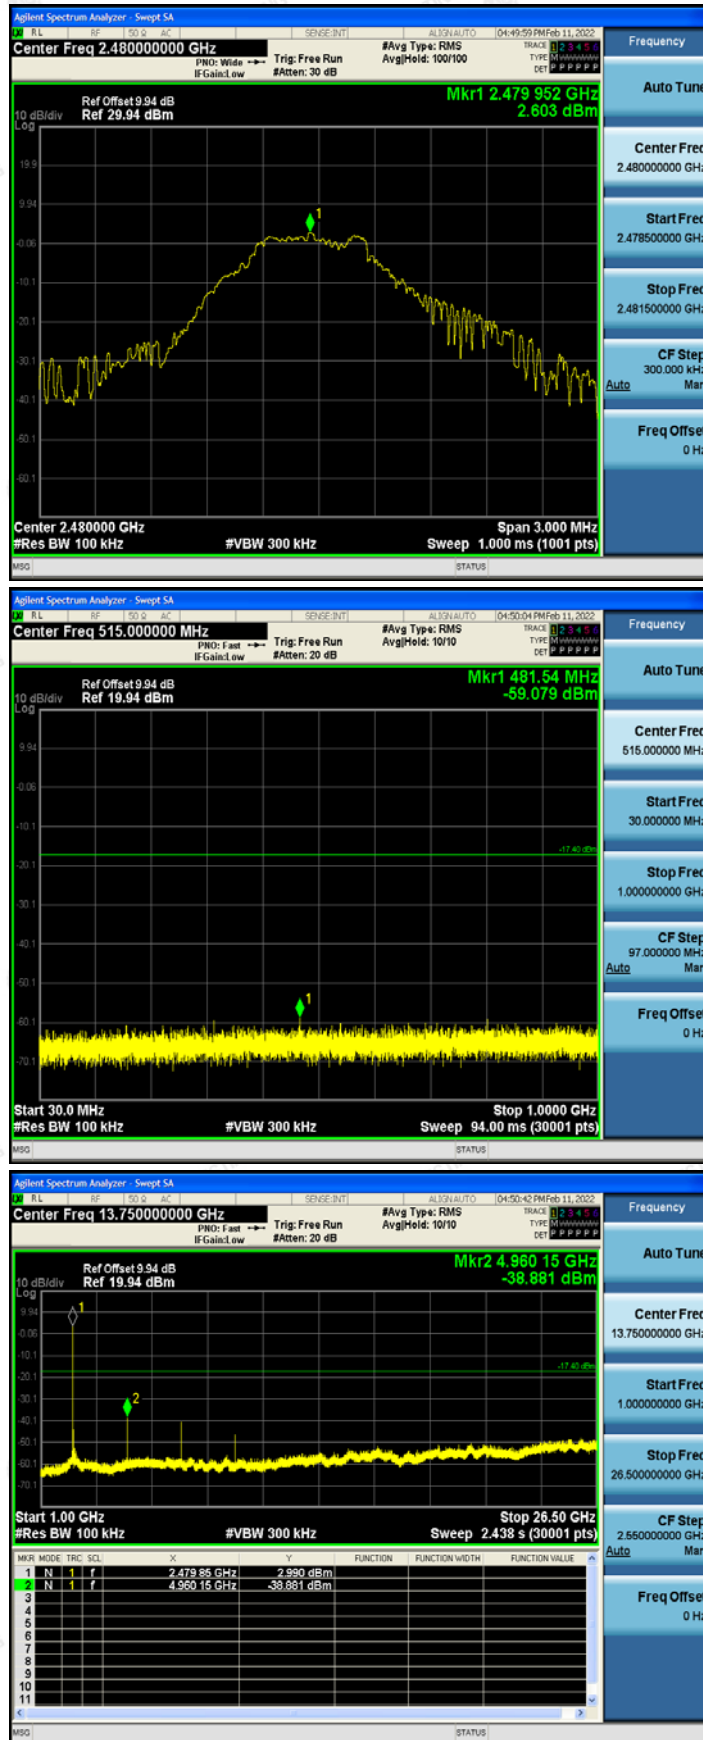 Agilent Spectrum Analyzer - Swept SA
RL RF 50 Ω AC SENSE:INT ALIGNAUTO 04:49:59 PM Feb 11, 2022
Center Freq 2.480000000 GHz
PNO: Wide
IFGain:Low
Trig: Free Run
#Atten: 30 dB
#Avg Type: RMS
Avg|Hold: 100/100
TRACE 1 2 3 4 5 6
TYPE M
DET P P P P P P
Frequency
Auto Tune
Mkr1 2.479 952 GHz
2.603 dBm
Ref Offset 9.94 dB
Ref 29.94 dBm
10 dB/div
Log
1
19.9
9.94
-0.06
-10.1
-20.1
-30.1
-40.1
-50.1
-60.1
Center Freq
2.480000000 GHz
Start Freq
2.478500000 GHz
Stop Freq
2.481500000 GHz
CF Step
300.000 kHz
Auto Man
Freq Offset
0 Hz
Center 2.480000 GHz
Span 3.000 MHz
#Res BW 100 kHz
#VBW 300 kHz
Sweep 1.000 ms (1001 pts)
MSG
STATUS
Agilent Spectrum Analyzer - Swept SA
RL RF 50 Ω AC SENSE:INT ALIGNAUTO 04:50:04 PM Feb 11, 2022
Center Freq 515.000000 MHz
PNO: Fast
IFGain:Low
Trig: Free Run
#Atten: 20 dB
#Avg Type: RMS
Avg|Hold: 10/10
TRACE 1 2 3 4 5 6
TYPE M
DET P P P P P P
Frequency
Auto Tune
Mkr1 481.54 MHz
-59.079 dBm
Ref Offset 9.94 dB
Ref 19.94 dBm
10 dB/div
Log
9.94
-0.06
-10.1
-20.1
-30.1
-40.1
-50.1
-60.1
-70.1
-17.40 dBm
1
Center Freq
515.000000 MHz
Start Freq
30.000000 MHz
Stop Freq
1.000000000 GHz
CF Step
97.000000 MHz
Auto Man
Freq Offset
0 Hz
Start 30.0 MHz
Stop 1.0000 GHz
#Res BW 100 kHz
#VBW 300 kHz
Sweep 94.00 ms (30001 pts)
MSG
STATUS
Agilent Spectrum Analyzer - Swept SA
RL RF 50 Ω AC SENSE:INT ALIGNAUTO 04:50:42 PM Feb 11, 2022
Center Freq 13.750000000 GHz
PNO: Fast
IFGain:Low
Trig: Free Run
#Atten: 20 dB
#Avg Type: RMS
Avg|Hold: 10/10
TRACE 1 2 3 4 5 6
TYPE M
DET P P P P P P
Frequency
Auto Tune
Mkr2 4.960 15 GHz
-38.881 dBm
Ref Offset 9.94 dB
Ref 19.94 dBm
10 dB/div
Log
9.94
-0.06
-10.1
-20.1
-30.1
-40.1
-50.1
-60.1
-70.1
-17.40 dBm
1
2
Center Freq
13.750000000 GHz
Start Freq
1.000000000 GHz
Stop Freq
26.500000000 GHz
CF Step
2.550000000 GHz
Auto Man
Freq Offset
0 Hz
Start 1.00 GHz
Stop 26.50 GHz
#Res BW 100 kHz
#VBW 300 kHz
Sweep 2.438 s (30001 pts)
MKR MODE TRC SCL X Y FUNCTION FUNCTION WIDTH FUNCTION VALUE
1 N 1 f 2.479 85 GHz 2.990 dBm
2 N 1 f 4.960 15 GHz -38.881 dBm
3
4
5
6
7
8
9
10
11
MSG
STATUS